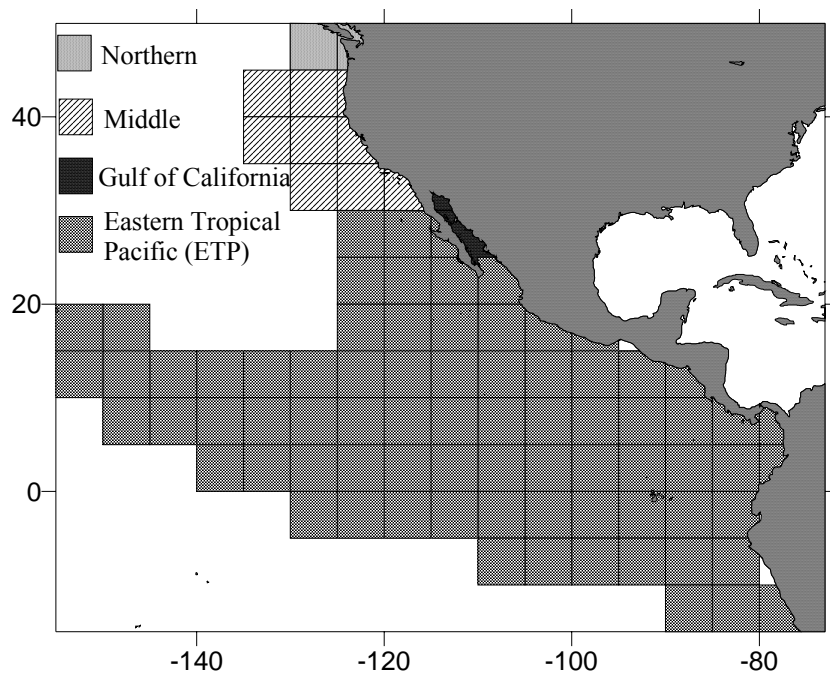 Northern
40
Middle
Gulf of California
Eastern Tropical
Pacific (ETP)
20
0
-140 -120 -100 -80